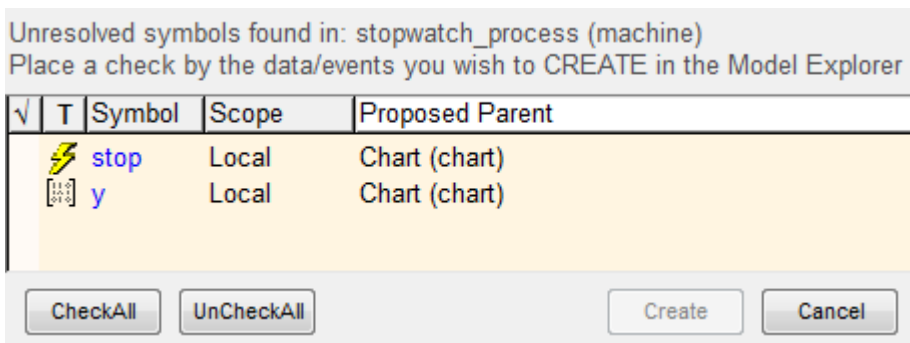 Unresolved symbols found in: stopwatch_process (machine)
Place a check by the data/events you wish to CREATE in the Model Explorer
√ T Symbol Scope Proposed Parent
stop Local Chart (chart)
y Local Chart (chart)
CheckAll UnCheckAll Create Cancel